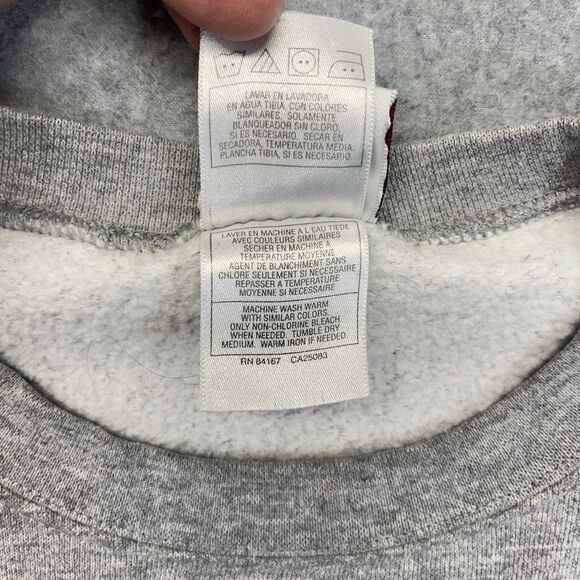 LAVAR EN LAVADORA
EN AGUA TIBIA, CON COLORES
SIMILARES. SOLAMENTE
BLANQUEADOR SIN CLORO,
SI ES NECESARIO. SECAR EN
SECADORA, TEMPERATURA MEDIA.
PLANCHA TIBIA, SI ES NECESARIO
LAVER EN MACHINE A L'EAU TIEDE
AVEC COULEURS SIMILAIRES
SECHER EN MACHINE A
TEMPERATURE MOYENNE
AGENT DE BLANCHIMENT SANS
CHLORE SEULEMENT SI NECESSAIRE
REPASSER A TEMPERATURE
MOYENNE SI NECESSAIRE
MACHINE WASH WARM
WITH SIMILAR COLORS.
ONLY NON-CHLORINE BLEACH
WHEN NEEDED. TUMBLE DRY
MEDIUM. WARM IRON IF NEEDED.
RN 84167 CA25083